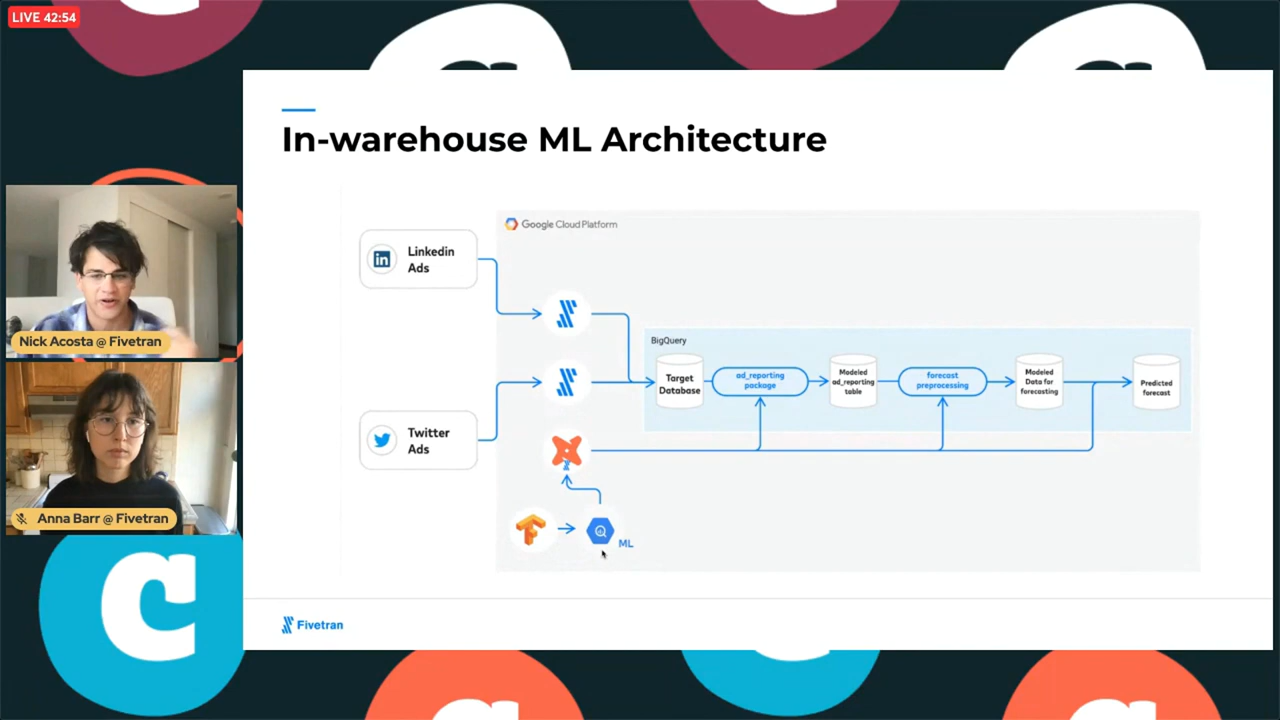 LIVE 42:54
In-warehouse ML Architecture
Google Cloud Platform
in
Linkedin
Ads
BigQuery
Target
Database
ad_reporting
package
Modeled
ad_reporting
table
forecast
preprocessing
Modeled
Data for
forecasting
Predicted
forecast
Twitter
Ads
ML
Nick Acosta @ Fivetran
Anna Barr @ Fivetran
Fivetran